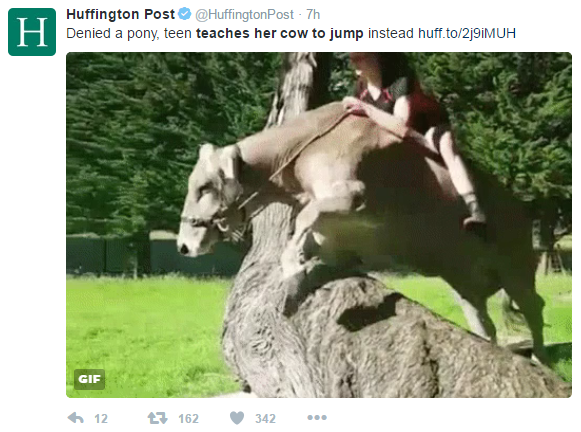 H
Huffington Post @HuffingtonPost · 7h
Denied a pony, teen teaches her cow to jump instead huff.to/2j9iMUH
GIF
12 162 342